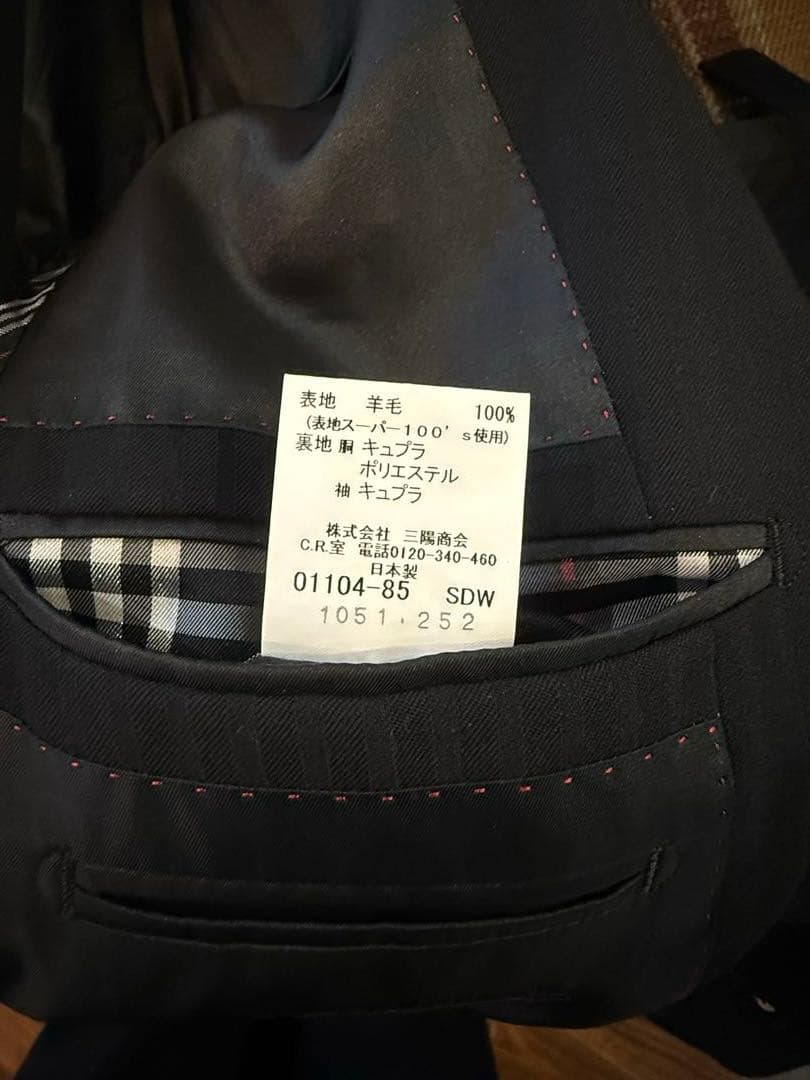 表地 羊毛 100%
(表地スーパー100's使用)
裏地 胴 キュプラ
ポリエステル
袖 キュプラ
株式会社 三陽商会
C.R.室 電話0120-340-460
日本製
01104-85 SDW
1051.252